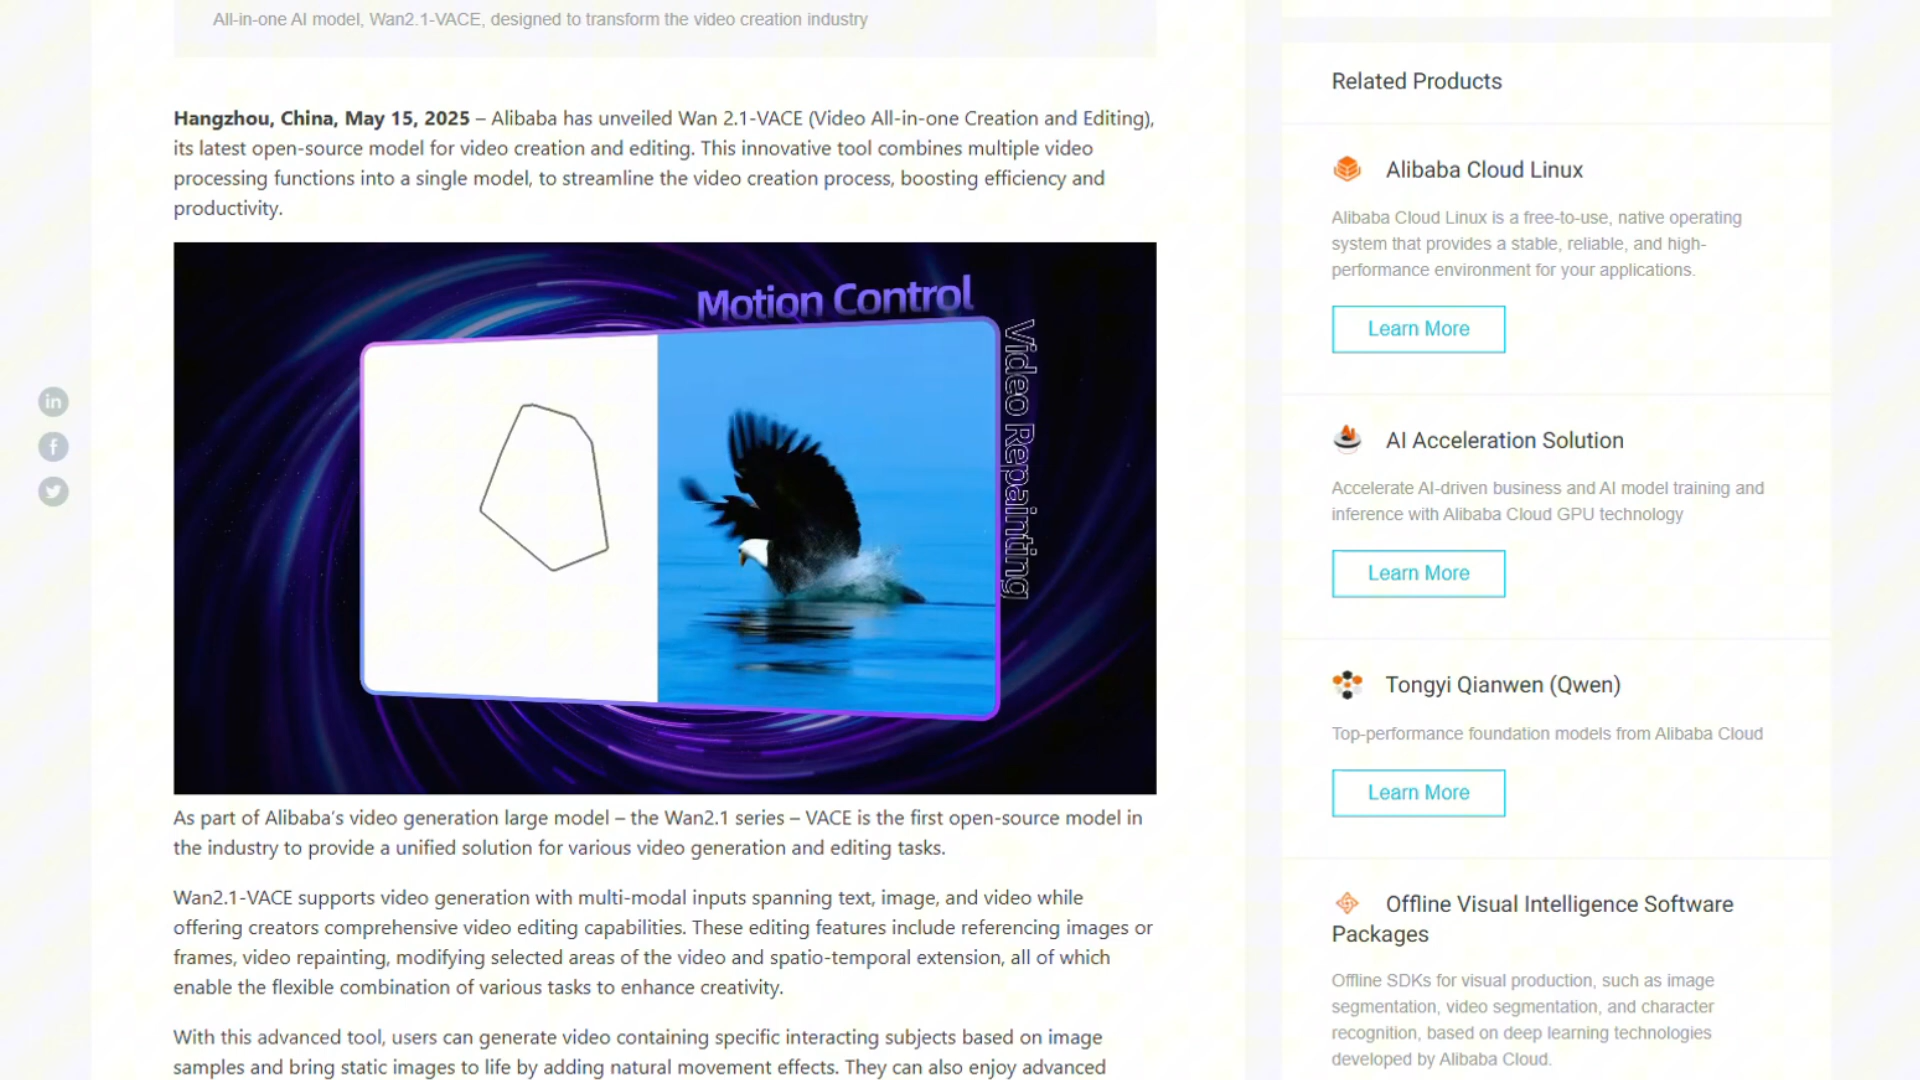 All-in-one AI model, Wan2.1-VACE, designed to transform the video creation industry
Hangzhou, China, May 15, 2025 – Alibaba has unveiled Wan 2.1-VACE (Video All-in-one Creation and Editing),
its latest open-source model for video creation and editing. This innovative tool combines multiple video
processing functions into a single model, to streamline the video creation process, boosting efficiency and
productivity.
Motion Control
Video Repainting
in
f
As part of Alibaba’s video generation large model – the Wan2.1 series – VACE is the first open-source model in
the industry to provide a unified solution for various video generation and editing tasks.
Wan2.1-VACE supports video generation with multi-modal inputs spanning text, image, and video while
offering creators comprehensive video editing capabilities. These editing features include referencing images or
frames, video repainting, modifying selected areas of the video and spatio-temporal extension, all of which
enable the flexible combination of various tasks to enhance creativity.
With this advanced tool, users can generate video containing specific interacting subjects based on image
samples and bring static images to life by adding natural movement effects. They can also enjoy advanced
Related Products
Alibaba Cloud Linux
Alibaba Cloud Linux is a free-to-use, native operating
system that provides a stable, reliable, and high-
performance environment for your applications.
Learn More
AI Acceleration Solution
Accelerate AI-driven business and AI model training and
inference with Alibaba Cloud GPU technology
Learn More
Tongyi Qianwen (Qwen)
Top-performance foundation models from Alibaba Cloud
Learn More
Offline Visual Intelligence Software
Packages
Offline SDKs for visual production, such as image
segmentation, video segmentation, and character
recognition, based on deep learning technologies
developed by Alibaba Cloud.